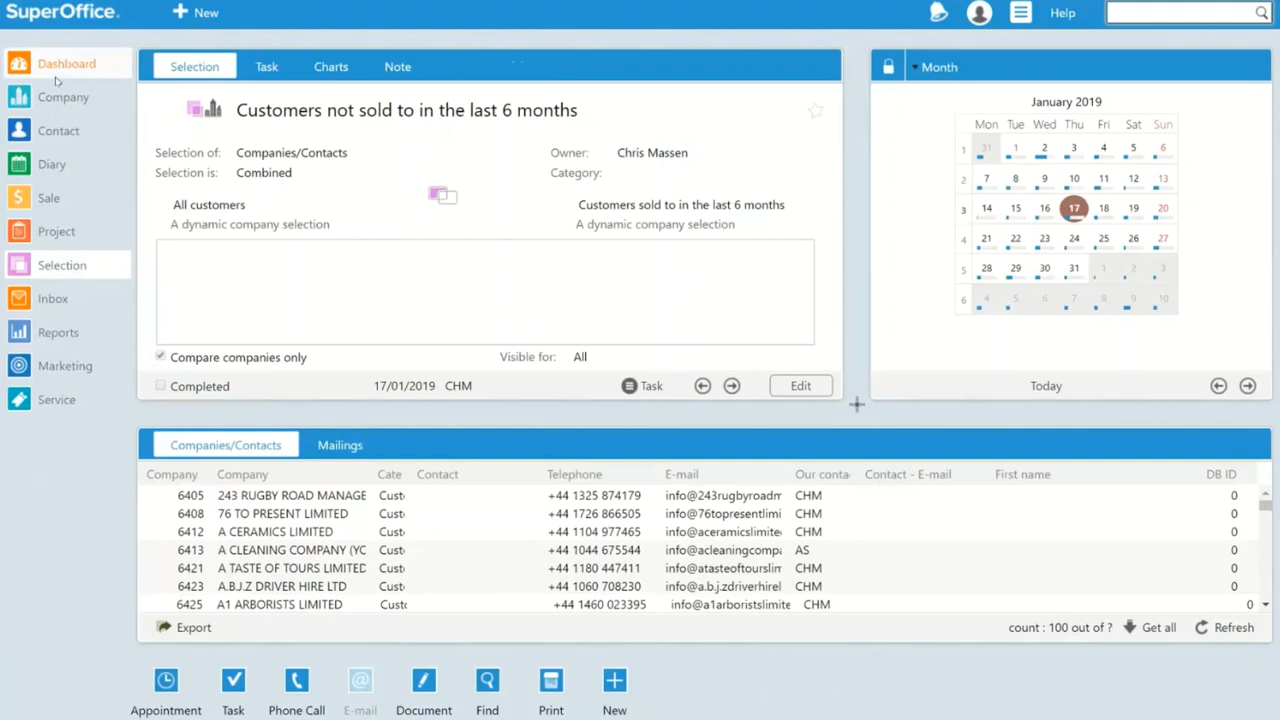 SuperOffice.
New
Help
Dashboard
Company
Contact
Diary
Sale
Project
Selection
Inbox
Reports
Marketing
Service
Selection Task Charts Note
Customers not sold to in the last 6 months
Selection of: Companies/Contacts Owner: Chris Massen
Selection is: Combined Category:
All customers Customers sold to in the last 6 months
A dynamic company selection A dynamic company selection
Compare companies only Visible for: All
Completed 17/01/2019 CHM Task Edit
Month
January 2019
Mon Tue Wed Thu Fri Sat Sun
1 31 1 2 3 4 5 6
2 7 8 9 10 11 12 13
3 14 15 16 17 18 19 20
4 21 22 23 24 25 26 27
5 28 29 30 31 1 2 3
6 4 5 6 7 8 9 10
Today
Companies/Contacts Mailings
Company Company Cate Contact Telephone E-mail Our conta Contact - E-mail First name DB ID
6405 243 RUGBY ROAD MANAGE Cust +44 1325 874179 info@243rugbyroadm CHM 0
6408 76 TO PRESENT LIMITED Cust +44 1726 866505 info@76topresentlimi CHM 0
6412 A CERAMICS LIMITED Cust +44 1104 977465 info@aceramicslimite CHM 0
6413 A CLEANING COMPANY (YC Cust +44 1044 675544 info@acleaningcompa AS 0
6421 A TASTE OF TOURS LIMITED Cust +44 1180 447411 info@atasteoftourslim CHM 0
6423 A.B.J.Z DRIVER HIRE LTD Cust +44 1060 708230 info@a.b.j.zdriverhirel CHM 0
6425 A1 ARBORISTS LIMITED Cust +44 1460 023395 info@a1arboristslimite CHM 0
Export count : 100 out of ? Get all Refresh
Appointment Task Phone Call E-mail Document Find Print New